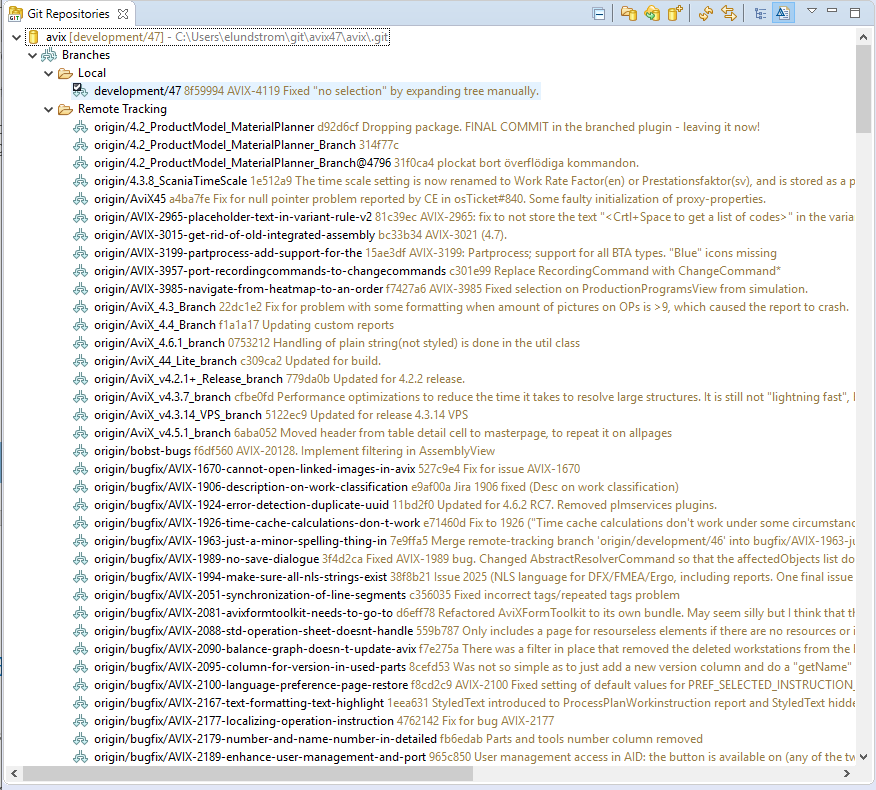 Git Repositories
avix [development/47] - C:\Users\elundstrom\git\avix47\avix\.git
Branches
Local
development/47 8f59994 AVIX-4119 Fixed "no selection" by expanding tree manually.
Remote Tracking
origin/4.2_ProductModel_MaterialPlanner d92d6cf Dropping package. FINAL COMMIT in the branched plugin - leaving it now!
origin/4.2_ProductModel_MaterialPlanner_Branch 314f77c
origin/4.2_ProductModel_MaterialPlanner_Branch@4796 31f0ca4 plockat bort överflödiga kommandon.
origin/4.3.8_ScaniaTimeScale 1e512a9 The time scale setting is now renamed to Work Rate Factor(en) or Prestationsfaktor(sv), and is stored as a p
origin/AviX45 a4ba7fe Fix for null pointer problem reported by CE in osTicket#840. Some faulty initialization of proxy-properties.
origin/AVIX-2965-placeholder-text-in-variant-rule-v2 81c39ec AVIX-2965: fix to not store the text "<Crtl+Space to get a list of codes>" in the varia
origin/AVIX-3015-get-rid-of-old-integrated-assembly bc33b34 AVIX-3021 (4.7).
origin/AVIX-3199-partprocess-add-support-for-the 15ae3df AVIX-3199: Partprocess; support for all BTA types. "Blue" icons missing
origin/AVIX-3957-port-recordingcommands-to-changecommands c301e99 Replace RecordingCommand with ChangeCommand*
origin/AVIX-3985-navigate-from-heatmap-to-an-order f7427a6 AVIX-3985 Fixed selection on ProductionProgramsView from simulation.
origin/AviX_4.3_Branch 22dc1e2 Fix for problem with some formatting when amount of pictures on OPs is >9, which caused the report to crash.
origin/AviX_4.4_Branch f1a1a17 Updating custom reports
origin/AviX_4.6.1_branch 0753212 Handling of plain string(not styled) is done in the util class
origin/AviX_44_Lite_branch c309ca2 Updated for build.
origin/AviX_v4.2.1+_Release_branch 779da0b Updated for 4.2.2 release.
origin/AviX_v4.3.7_branch cfbe0fd Performance optimizations to reduce the time it takes to resolve large structures. It is still not "lightning fast",
origin/AviX_v4.3.14_VPS_branch 5122ec9 Updated for release 4.3.14 VPS
origin/AviX_v4.5.1_branch 6aba052 Moved header from table detail cell to masterpage, to repeat it on allpages
origin/bobst-bugs f6df560 AVIX-20128. Implement filtering in AssemblyView
origin/bugfix/AVIX-1670-cannot-open-linked-images-in-avix 527c9e4 Fix for issue AVIX-1670
origin/bugfix/AVIX-1906-description-on-work-classification e9af00a Jira 1906 fixed (Desc on work classification)
origin/bugfix/AVIX-1924-error-detection-duplicate-uuid 11bd2f0 Updated for 4.6.2 RC7. Removed plmservices plugins.
origin/bugfix/AVIX-1926-time-cache-calculations-don-t-work e71460d Fix to 1926 ("Time cache calculations don't work under some circumstanc
origin/bugfix/AVIX-1963-just-a-minor-spelling-thing-in 7e9ffa5 Merge remote-tracking branch 'origin/development/46' into bugfix/AVIX-1963-ju
origin/bugfix/AVIX-1989-no-save-dialogue 3f4d2ca Fixed AVIX-1989 bug. Changed AbstractResolverCommand so that the affectedObjects list do
origin/bugfix/AVIX-1994-make-sure-all-nls-strings-exist 38f8b21 Issue 2025 (NLS language for DFX/FMEA/Ergo, including reports. One final issue
origin/bugfix/AVIX-2051-synchronization-of-line-segments c356035 Fixed incorrect tags/repeated tags problem
origin/bugfix/AVIX-2081-avixformtoolkit-needs-to-go-to d6eff78 Refactored AviXFormToolkit to its own bundle. May seem silly but I think that th
origin/bugfix/AVIX-2088-std-operation-sheet-doesnt-handle 559b787 Only includes a page for resourseless elements if there are no resources or i
origin/bugfix/AVIX-2090-balance-graph-doesn-t-update-avix f7e275a There was a filter in place that removed the deleted workstations from the
origin/bugfix/AVIX-2095-column-for-version-in-used-parts 8cefd53 Was not so simple as to just add a new version column and do a "getName"
origin/bugfix/AVIX-2100-language-preference-page-restore f8cd2c9 AVIX-2100 Fixed setting of default values for PREF_SELECTED_INSTRUCTION_
origin/bugfix/AVIX-2167-text-formatting-text-highlight 1eea631 StyledText introduced to ProcessPlanWorkinstruction report and StyledText hidde
origin/bugfix/AVIX-2177-localizing-operation-instruction 4762142 Fix for bug AVIX-2177
origin/bugfix/AVIX-2179-number-and-name-number-in-detailed fb6edab Parts and tools number column removed
origin/bugfix/AVIX-2189-enhance-user-management-and-port 965c850 User management access in AID: the button is available on (any of the tw